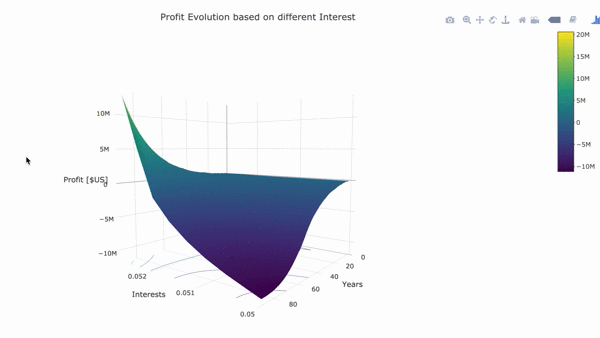 Profit Evolution based on different Interest
20M
15M
10M
5M
0
−5M
−10M
10M
5M
Profit [$US]
0
−5M
−10M
0.052
0.051
0.05
Interests
0
20
40
60
80
Years